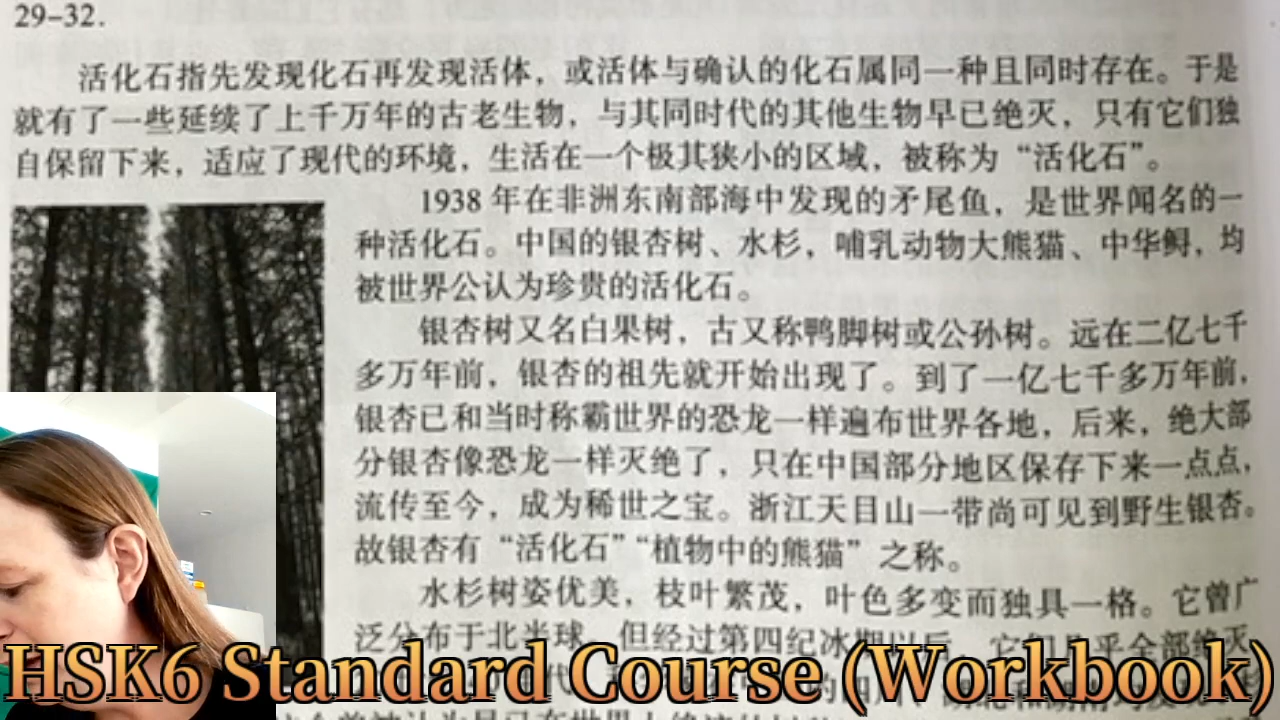 29-32.
活化石指先发现化石再发现活体，或活体与确认的化石属同一种且同时存在。于是
就有了一些延续了上千万年的古老生物，与其同时代的其他生物早已绝灭，只有它们独
自保留下来，适应了现代的环境，生活在一个极其狭小的区域，被称为“活化石”。
1938 年在非洲东南部海中发现的矛尾鱼，是世界闻名的一
种活化石。中国的银杏树、水杉，哺乳动物大熊猫、中华鲟，均
被世界公认为珍贵的活化石。
银杏树又名白果树，古又称鸭脚树或公孙树。远在二亿七千
多万年前，银杏的祖先就开始出现了。到了一亿七千多万年前，
银杏已和当时称霸世界的恐龙一样遍布世界各地，后来，绝大部
分银杏像恐龙一样灭绝了，只在中国部分地区保存下来一点点，
流传至今，成为稀世之宝。浙江天目山一带尚可见到野生银杏。
故银杏有“活化石”“植物中的熊猫”之称。
水杉树姿优美，枝叶繁茂，叶色多变而独具一格。它曾广
泛分布于北半球。但经过第四纪冰期以后，它们几乎全部绝灭
HSK6 Standard Course (Workbook)